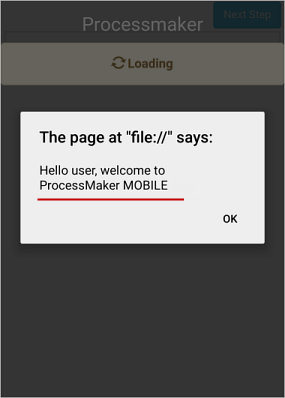 Processmaker
Next Step
Loading
The page at "file://" says:
Hello user, welcome to
ProcessMaker MOBILE
OK